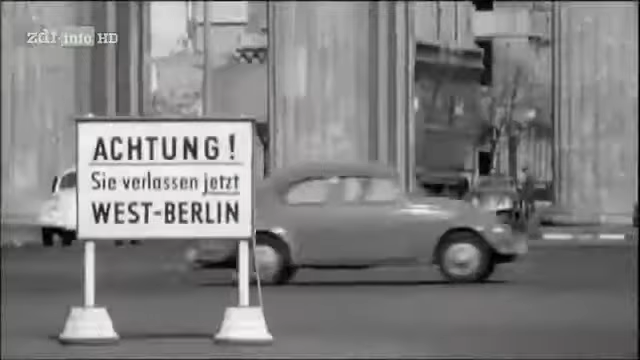 zdf.info HD
ACHTUNG!
Sie verlassen jetzt
WEST-BERLIN